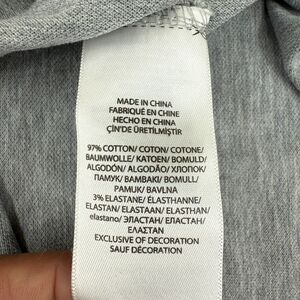 MADE IN CHINA
FABRIQUÉ EN CHINE
HECHO EN CHINA
ÇİN'DE ÜRETİLMİŞTİR
97% COTTON/ COTON/ COTONE/
BAUMWOLLE/ KATOEN/ BOMULD/
ALGODÓN/ ALGODÃO/ ХЛОПОК/
ПАМУК/ BAMBAKI/ BOMULL/
PAMUK/ BAVLNA
3% ELASTANE/ ÉLASTHANNE/
ELASTAN/ ELASTAAN/ ELASTHAN/
elastano/ ЭЛАСТАН/ ЕЛАСТАН/
ΕΛΑΣΤΑΝ
EXCLUSIVE OF DECORATION
SAUF DÉCORATION